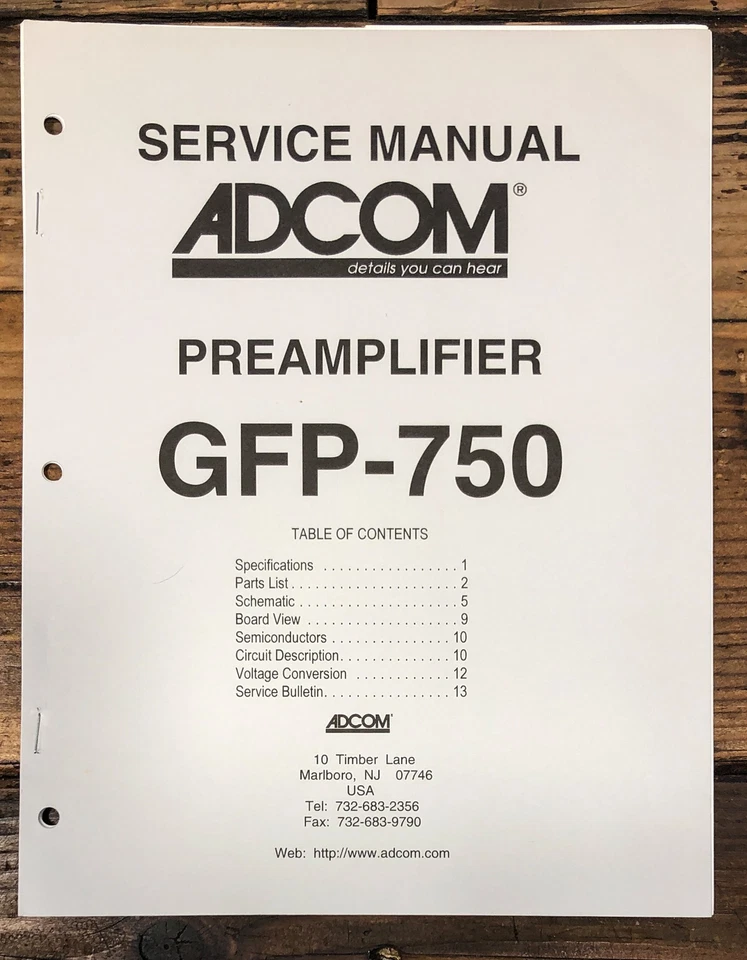 SERVICE MANUAL
ADCOM®
details you can hear
PREAMPLIFIER
GFP-750
TABLE OF CONTENTS
Specifications . . . . . . . . . . . . . . . . . . 1
Parts List . . . . . . . . . . . . . . . . . . . . . . 2
Schematic . . . . . . . . . . . . . . . . . . . . . 5
Board View . . . . . . . . . . . . . . . . . . . . 9
Semiconductors . . . . . . . . . . . . . . . 10
Circuit Description. . . . . . . . . . . . . . 10
Voltage Conversion . . . . . . . . . . . . 12
Service Bulletin. . . . . . . . . . . . . . . . 13
ADCOM®
10 Timber Lane
Marlboro, NJ 07746
USA
Tel: 732-683-2356
Fax: 732-683-9790
Web: http://www.adcom.com